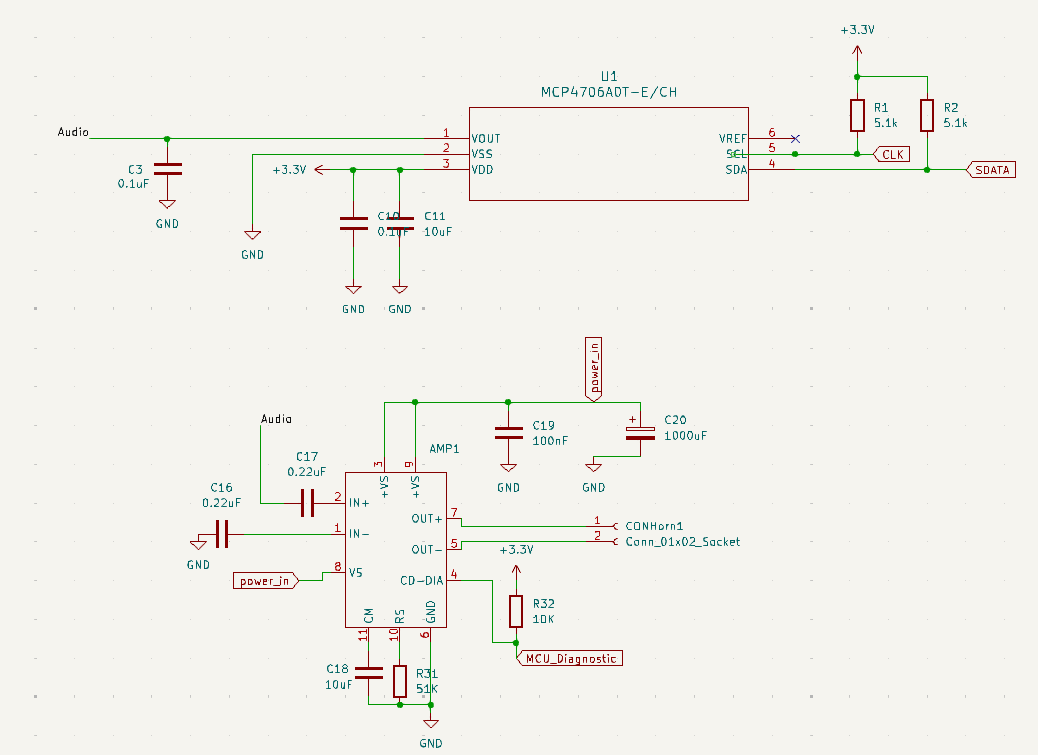 +3.3V
U1
MCP4706A0T-E/CH
R1
5.1k
R2
5.1k
Audio
1 VOUT
2 VSS
3 VDD
VREF 6
SCL 5
SDA 4
CLK
SDATA
+3.3V
C3
0.1uF
GND
GND
C10
0.1uF
C11
10uF
GND
GND
power_in
Audio
AMP1
C19
100nF
C20
1000uF
+
GND
GND
C17
0.22uF
C16
0.22uF
GND
3 +VS
9 +VS
2 IN+
1 IN-
8 VS
OUT+ 7
OUT- 5
CD-DIA 4
CM 11
RS 10
GND 6
power_in
1 CONHorn1
2 Conn_01x02_Socket
+3.3V
R32
10K
MCU_Diagnostic
C18
10uF
R31
51K
GND